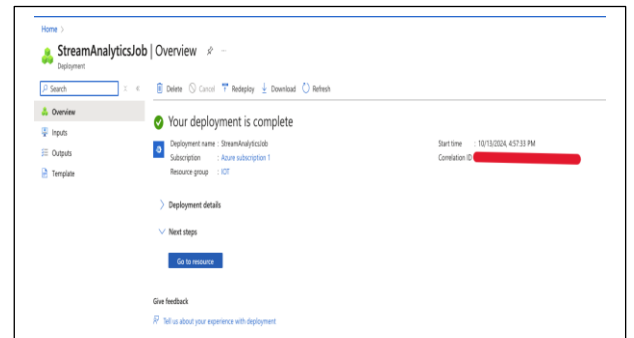 Home >
StreamAnalyticsJob | Overview
Deployment
Search
Delete Cancel Redeploy Download Refresh
Overview
Inputs
Outputs
Template
Your deployment is complete
Deployment name : StreamAnalyticsJob
Subscription : Azure subscription 1
Resource group : IOT
Start time : 10/13/2024, 4:57:33 PM
Correlation ID
Deployment details
Next steps
Go to resource
Give feedback
Tell us about your experience with deployment